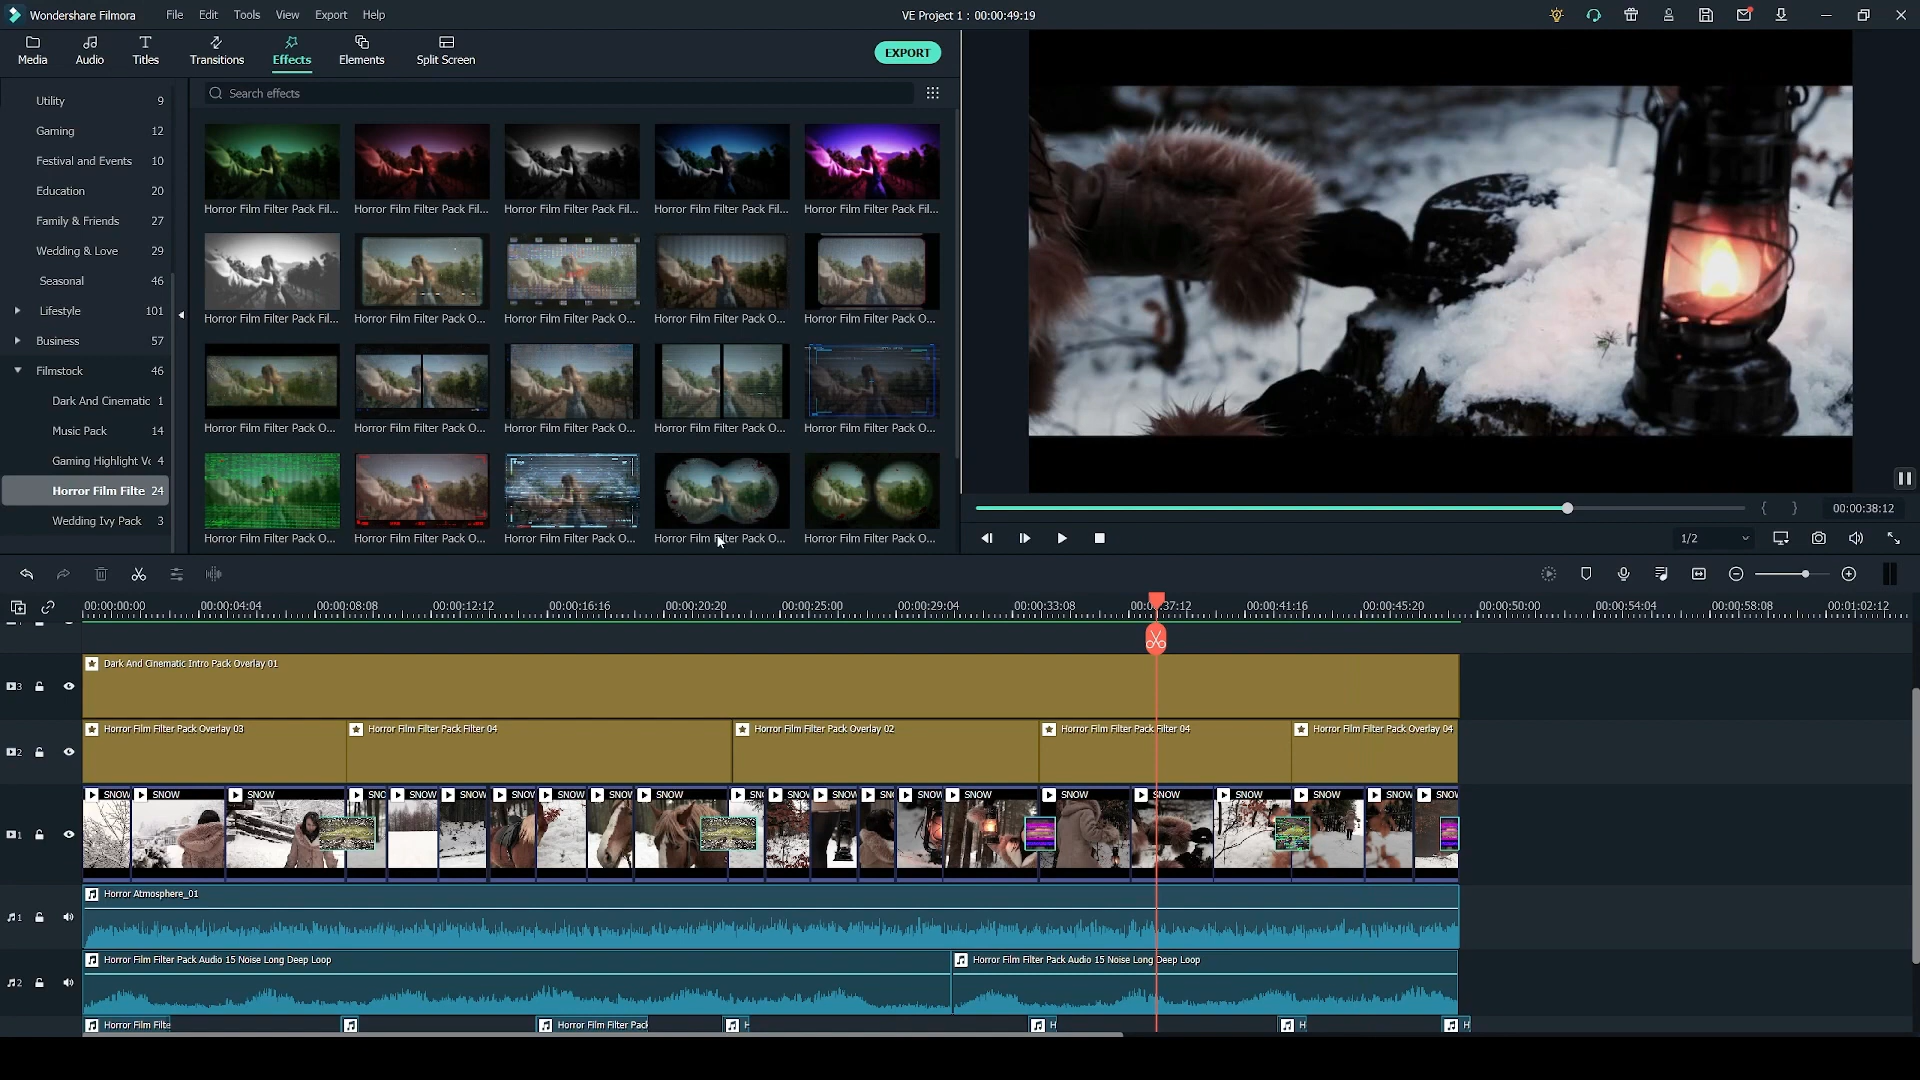 Wondershare Filmora File Edit Tools View Export Help VE Project 1 : 00:00:49:19
Media Audio Titles Transitions Effects Elements Split Screen EXPORT
Search effects
Utility 9
Gaming 12
Festival and Events 10
Education 20
Family & Friends 27
Wedding & Love 29
Seasonal 46
Lifestyle 101
Business 57
Filmstock 46
Dark And Cinematic 1
Music Pack 14
Gaming Highlight Vc 4
Horror Film Filte 24
Wedding Ivy Pack 3
Horror Film Filter Pack Fil... Horror Film Filter Pack Fil... Horror Film Filter Pack Fil... Horror Film Filter Pack Fil... Horror Film Filter Pack Fil...
Horror Film Filter Pack Fil... Horror Film Filter Pack O... Horror Film Filter Pack O... Horror Film Filter Pack O... Horror Film Filter Pack O...
Horror Film Filter Pack O... Horror Film Filter Pack O... Horror Film Filter Pack O... Horror Film Filter Pack O... Horror Film Filter Pack O...
Horror Film Filter Pack O... Horror Film Filter Pack O... Horror Film Filter Pack O... Horror Film Filter Pack O... Horror Film Filter Pack O...
{ } 00:00:38:12
1/2
00:00:00:00 00:00:04:04 00:00:08:08 00:00:12:12 00:00:16:16 00:00:20:20 00:00:25:00 00:00:29:04 00:00:33:08 00:00:37:12 00:00:41:16 00:00:45:20 00:00:50:00 00:00:54:04 00:00:58:08 00:01:02:12
3 Dark And Cinematic Intro Pack Overlay 01
2 Horror Film Filter Pack Overlay 03 Horror Film Filter Pack Filter 04 Horror Film Filter Pack Overlay 02 Horror Film Filter Pack Filter 04 Horror Film Filter Pack Overlay 04
SNOW SNOW SNOW SNC SNOW SNOW SNOW SNOW SNOW SNOW SN SNOW SNOW SNO SNOW SNOW SNOW SNOW SNOW SNOW SNOW SNO
1
1 Horror Atmosphere_01
2 Horror Film Filter Pack Audio 15 Noise Long Deep Loop Horror Film Filter Pack Audio 15 Noise Long Deep Loop
Horror Film Filte Horror Film Filter Pack H H H H